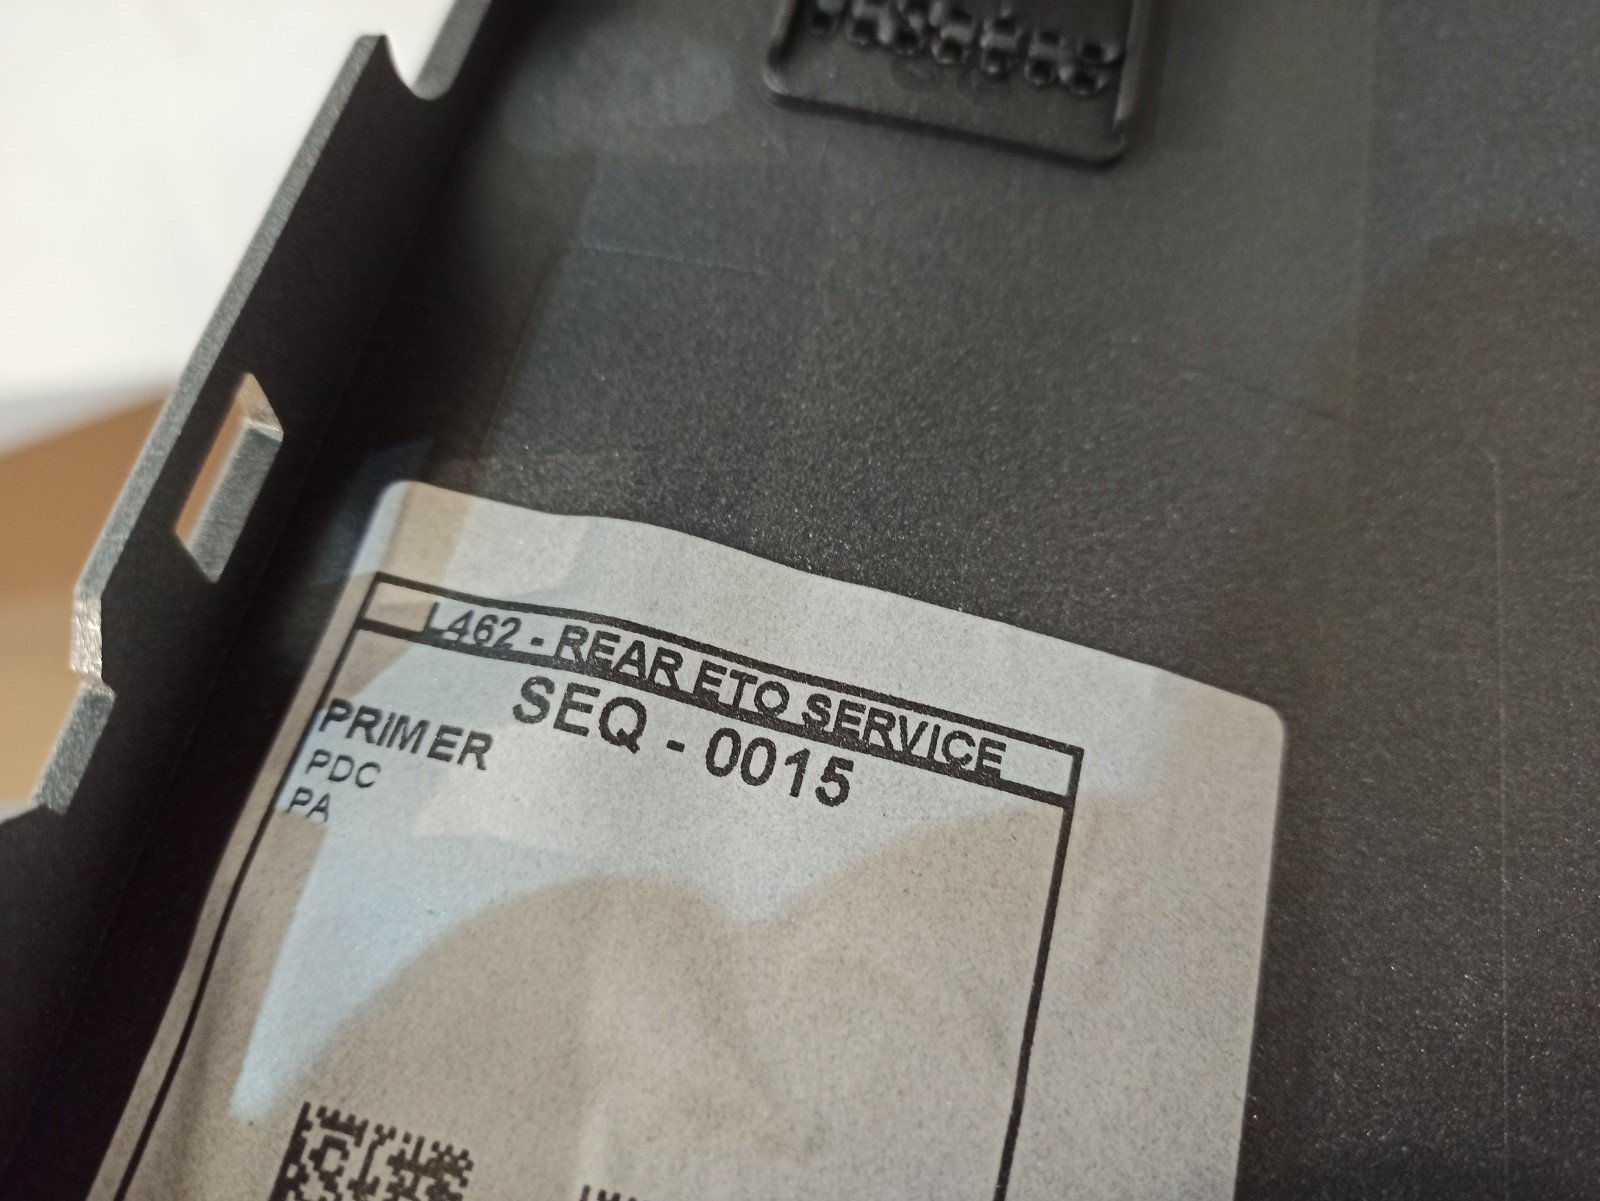 L462 - REAR ETO SERVICE
SEQ - 0015
PRIMER
PDC
PA